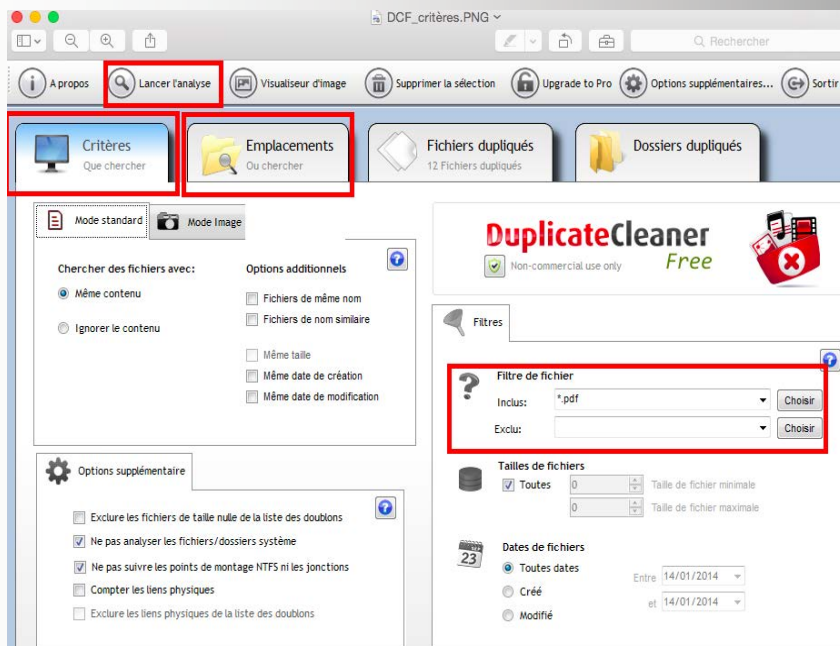 DCF_critères.PNG
Rechercher
A propos
Lancer l'analyse
Visualiseur d'image
Supprimer la sélection
Upgrade to Pro
Options supplémentaires...
Sortir
Critères
Que chercher
Emplacements
Ou chercher
Fichiers dupliqués
12 Fichiers dupliqués
Dossiers dupliqués
Mode standard
Mode Image
Chercher des fichiers avec:
Même contenu
Ignorer le contenu
Options additionnels
Fichiers de même nom
Fichiers de nom similaire
Même taille
Même date de création
Même date de modification
DuplicateCleaner
Free
Non-commercial use only
Filtres
Filtre de fichier
Inclus: *.pdf Choisir
Exclu: Choisir
Tailles de fichiers
Toutes 0 Taille de fichier minimale
0 Taille de fichier maximale
23
Dates de fichiers
Toutes dates
Créé
Modifié
Entre 14/01/2014
et 14/01/2014
Options supplémentaire
Exclure les fichiers de taille nulle de la liste des doublons
Ne pas analyser les fichiers/dossiers système
Ne pas suivre les points de montage NTFS ni les jonctions
Compter les liens physiques
Exclure les liens physiques de la liste des doublons